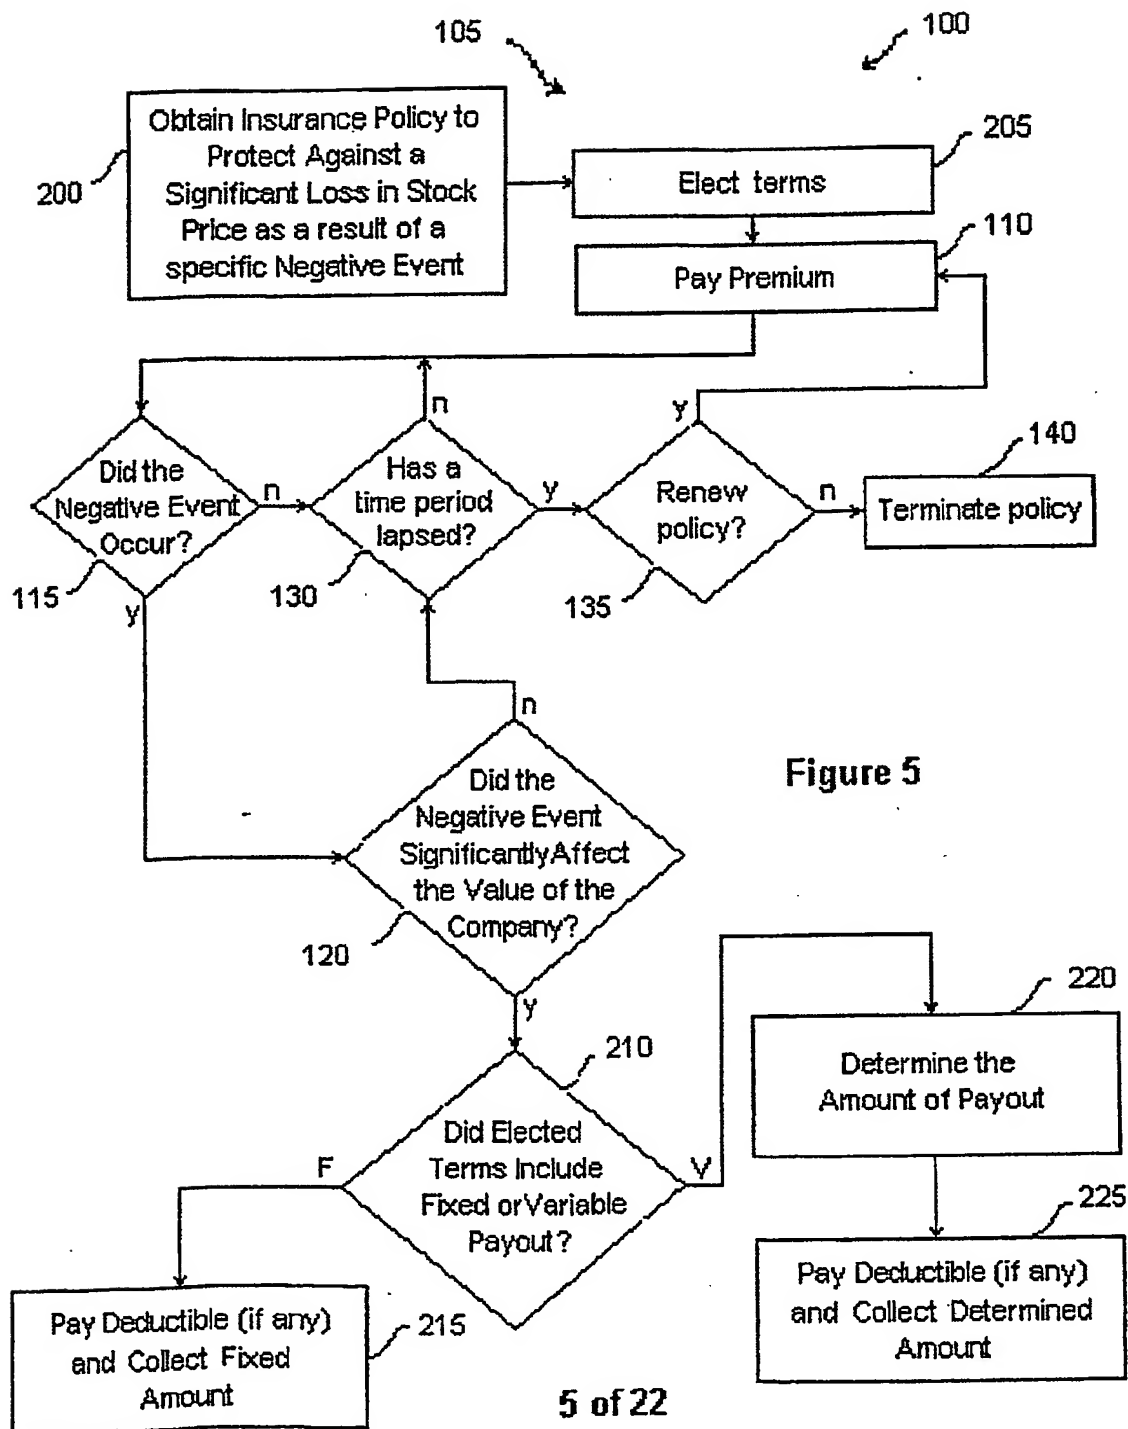 105
100
Obtain Insurance Policy to
Protect Against a
Significant Loss in Stock
Price as a result of a
specific Negative Event
200
205
Elect terms
110
Pay Premium
n
y
Did the
Negative Event
Occur?
n
115
y
Has a
time period
lapsed?
y
130
Renew
policy?
n
135
140
Terminate policy
n
Did the
Negative Event
Significantly Affect
the Value of the
Company?
120
y
Figure 5
210
Did Elected
Terms Include
Fixed or Variable
Payout?
F
V
220
Determine the
Amount of Payout
225
Pay Deductible (if any)
and Collect Determined
Amount
Pay Deductible (if any)
and Collect Fixed
Amount
215
5 of 22